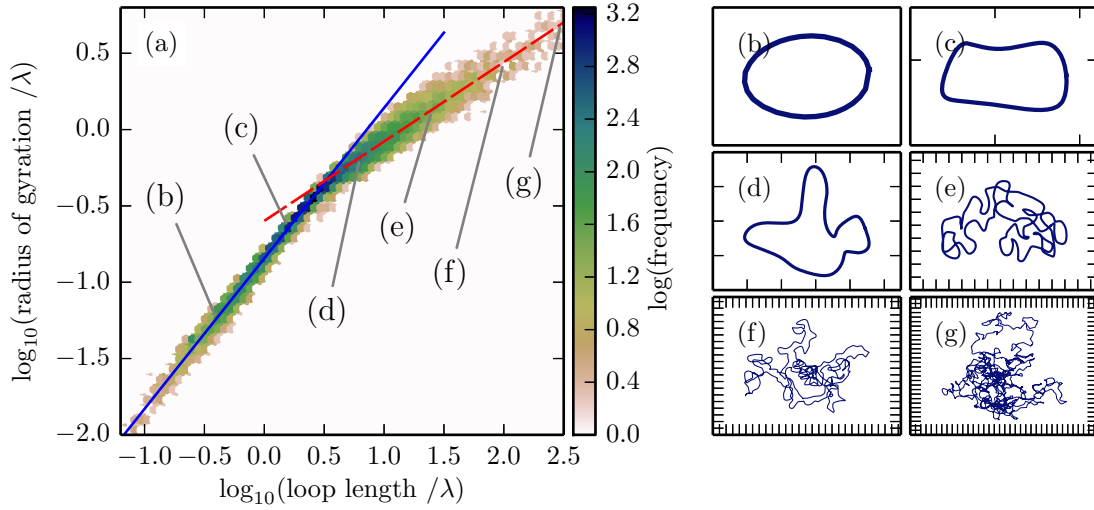 (a)
0.5
0.0
−0.5
−1.0
−1.5
−2.0
log₁₀(radius of gyration /λ)
−1.0 −0.5 0.0 0.5 1.0 1.5 2.0 2.5
log₁₀(loop length /λ)
(b)
(c)
(d)
(e)
(f)
(g)
3.2
2.8
2.4
2.0
1.6
1.2
0.8
0.4
0.0
log(frequency)
(b)
(c)
(d)
(e)
(f)
(g)